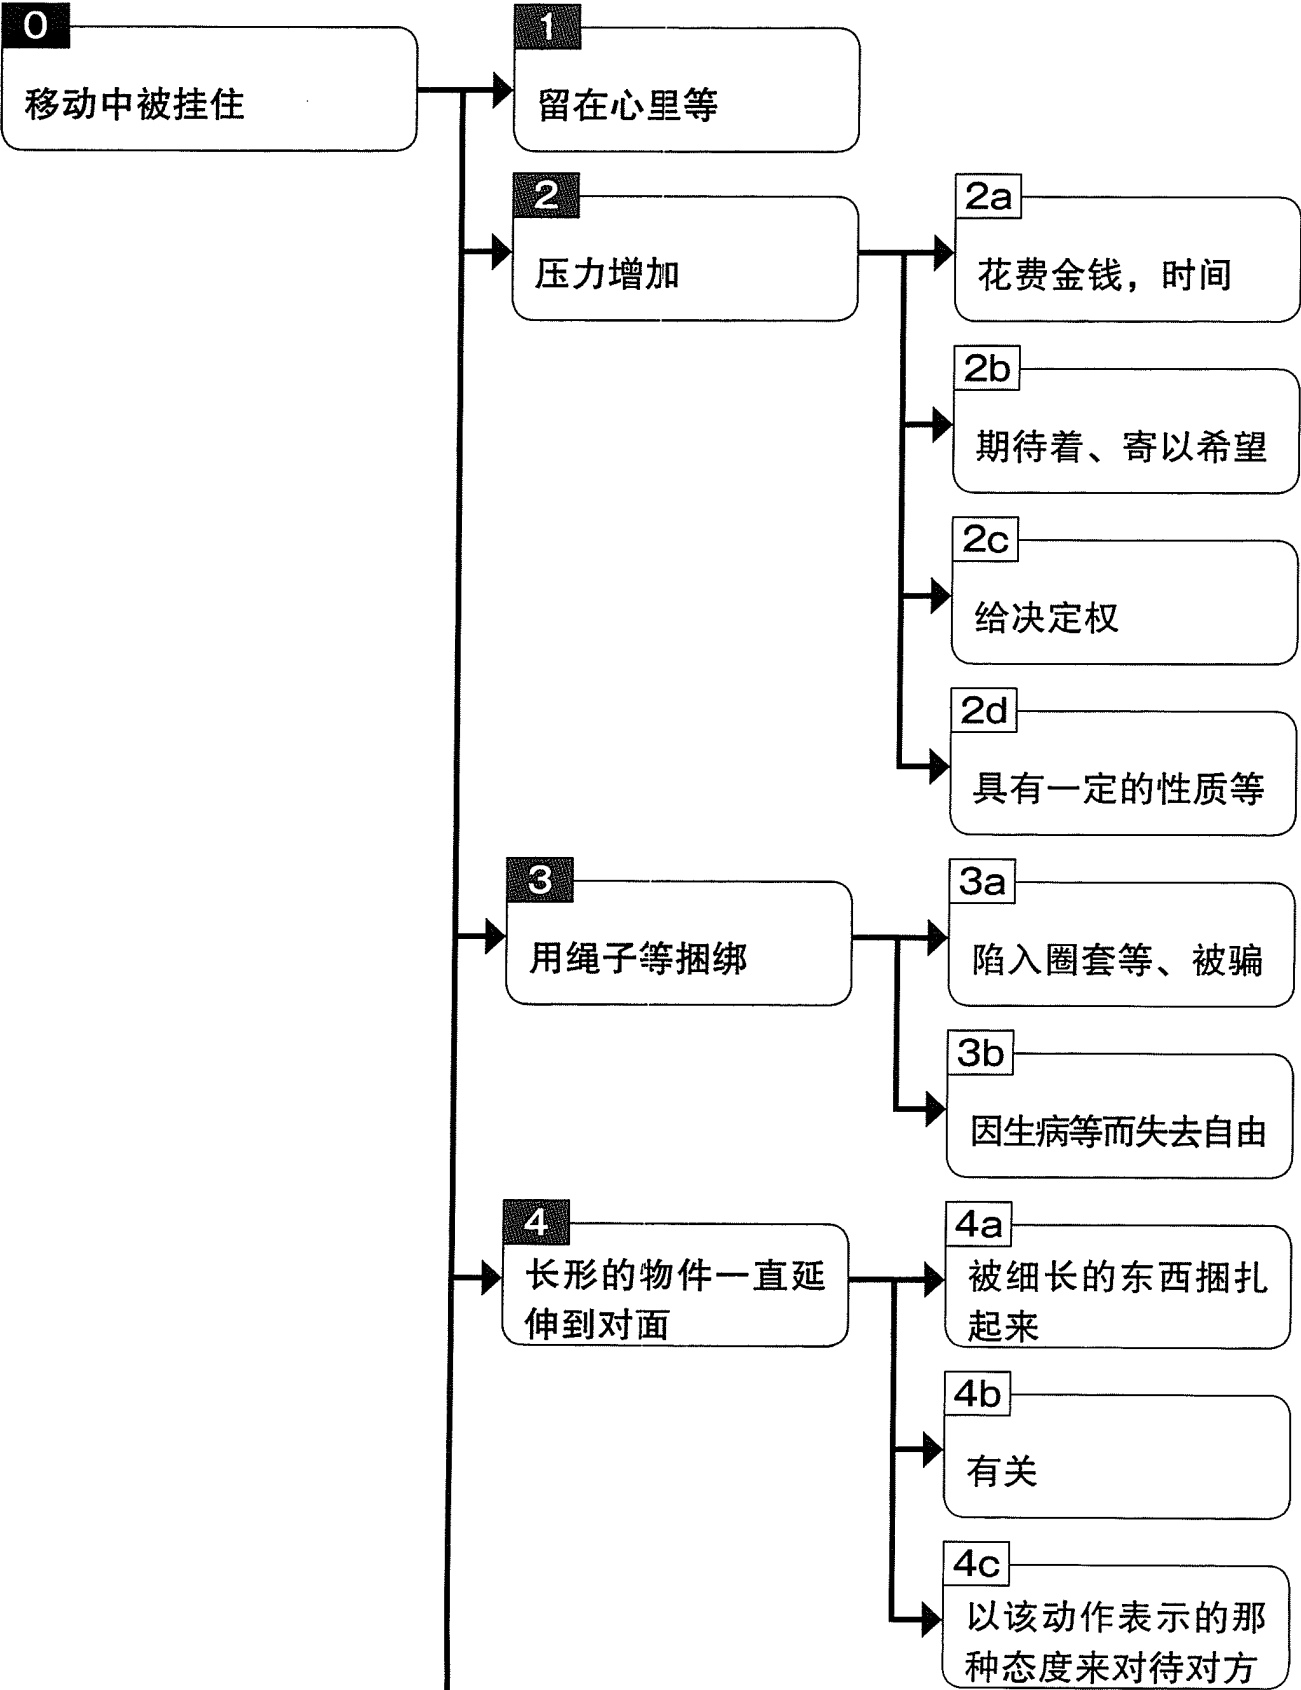 0
移动中被挂住
1
留在心里等
2
压力增加
2a
花费金钱，时间
2b
期待着、寄以希望
2c
给决定权
2d
具有一定的性质等
3
用绳子等捆绑
3a
陷入圈套等、被骗
3b
因生病等而失去自由
4
长形的物件一直延
伸到对面
4a
被细长的东西捆扎
起来
4b
有关
4c
以该动作表示的那
种态度来对待对方